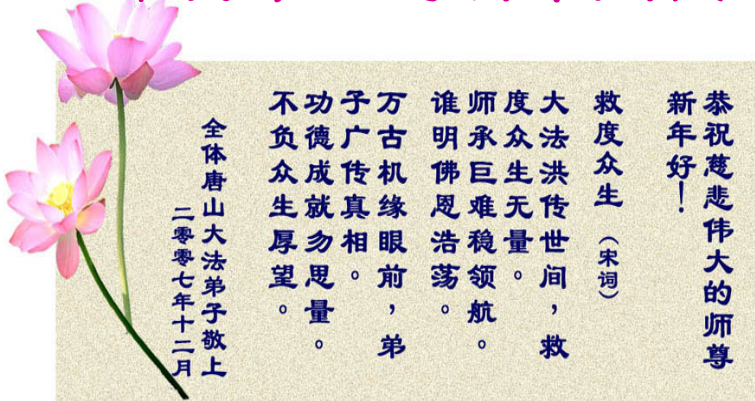 恭祝慈悲伟大的师尊
新年好！
救度众生（宋词）
大法洪传世间，救
度众生无量。
师承巨难稳领航。
谁明佛恩浩荡。
万古机缘眼前，弟
子广传真相。
功德成就勿思量。
不负众生厚望。
全体唐山大法弟子敬上
二零零七年十二月